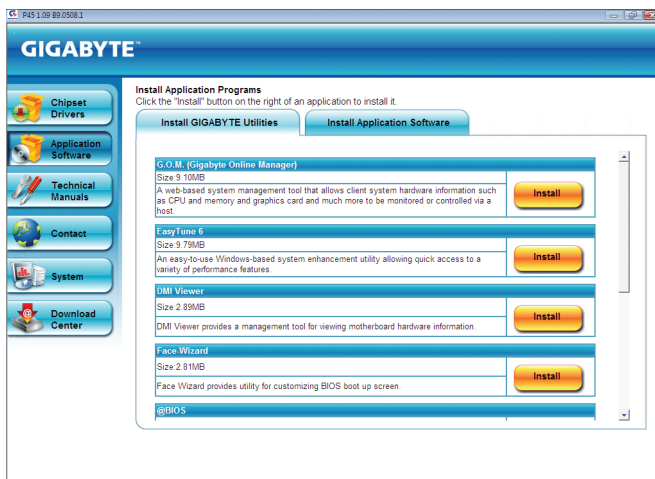 P45 1.09 B9.0508.1
GIGABYTE™
Chipset
Drivers
Application
Software
Technical
Manuals
Contact
System
Download
Center
Install Application Programs
Click the "Install" button on the right of an application to install it.
Install GIGABYTE Utilities
Install Application Software
G.O.M. (Gigabyte Online Manager)
Size:9.10MB
A web-based system management tool that allows client system hardware information such
as CPU and memory and graphics card and much more to be monitored or controlled via a
host.
Install
EasyTune 6
Size:9.79MB
An easy-to-use Windows-based system enhancement utility allowing quick access to a
variety of performance features.
Install
DMI Viewer
Size:2.89MB
DMI Viewer provides a management tool for viewing motherboard hardware information.
Install
Face-Wizard
Size:2.81MB
Face Wizard provides utility for customizing BIOS boot up screen.
Install
@BIOS